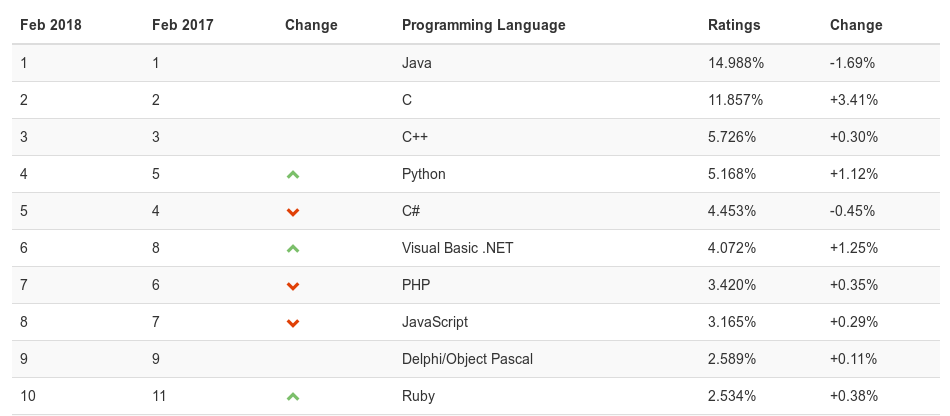 Feb 2018 Feb 2017 Change Programming Language Ratings Change
1 1 Java 14.988% -1.69%
2 2 C 11.857% +3.41%
3 3 C++ 5.726% +0.30%
4 5 Python 5.168% +1.12%
5 4 C# 4.453% -0.45%
6 8 Visual Basic .NET 4.072% +1.25%
7 6 PHP 3.420% +0.35%
8 7 JavaScript 3.165% +0.29%
9 9 Delphi/Object Pascal 2.589% +0.11%
10 11 Ruby 2.534% +0.38%